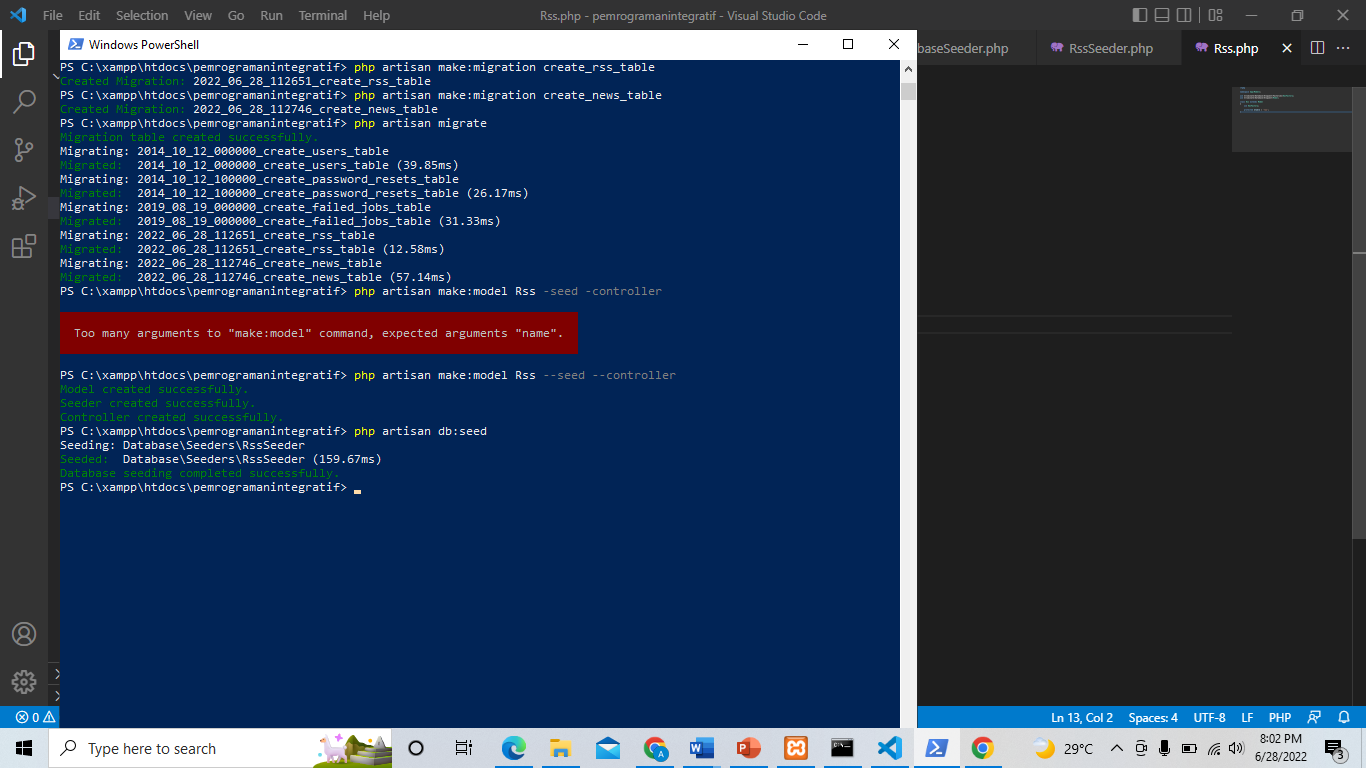 File Edit Selection View Go Run Terminal Help
Rss.php - pemrogramanintegratif - Visual Studio Code
Windows PowerShell
baseSeeder.php
RssSeeder.php
Rss.php
PS C:\xampp\htdocs\pemrogramanintegratif> php artisan make:migration create_rss_table
Created Migration: 2022_06_28_112651_create_rss_table
PS C:\xampp\htdocs\pemrogramanintegratif> php artisan make:migration create_news_table
Created Migration: 2022_06_28_112746_create_news_table
PS C:\xampp\htdocs\pemrogramanintegratif> php artisan migrate
Migration table created successfully.
Migrating: 2014_10_12_000000_create_users_table
Migrated:  2014_10_12_000000_create_users_table (39.85ms)
Migrating: 2014_10_12_100000_create_password_resets_table
Migrated:  2014_10_12_100000_create_password_resets_table (26.17ms)
Migrating: 2019_08_19_000000_create_failed_jobs_table
Migrated:  2019_08_19_000000_create_failed_jobs_table (31.33ms)
Migrating: 2022_06_28_112651_create_rss_table
Migrated:  2022_06_28_112651_create_rss_table (12.58ms)
Migrating: 2022_06_28_112746_create_news_table
Migrated:  2022_06_28_112746_create_news_table (57.14ms)
PS C:\xampp\htdocs\pemrogramanintegratif> php artisan make:model Rss -seed -controller
Too many arguments to "make:model" command, expected arguments "name".
PS C:\xampp\htdocs\pemrogramanintegratif> php artisan make:model Rss --seed --controller
Model created successfully.
Seeder created successfully.
Controller created successfully.
PS C:\xampp\htdocs\pemrogramanintegratif> php artisan db:seed
Seeding: Database\Seeders\RssSeeder
Seeded:  Database\Seeders\RssSeeder (159.67ms)
Database seeding completed successfully.
PS C:\xampp\htdocs\pemrogramanintegratif>
0
Ln 13, Col 2 Spaces: 4 UTF-8 LF PHP
Type here to search
29°C
8:02 PM
6/28/2022
3